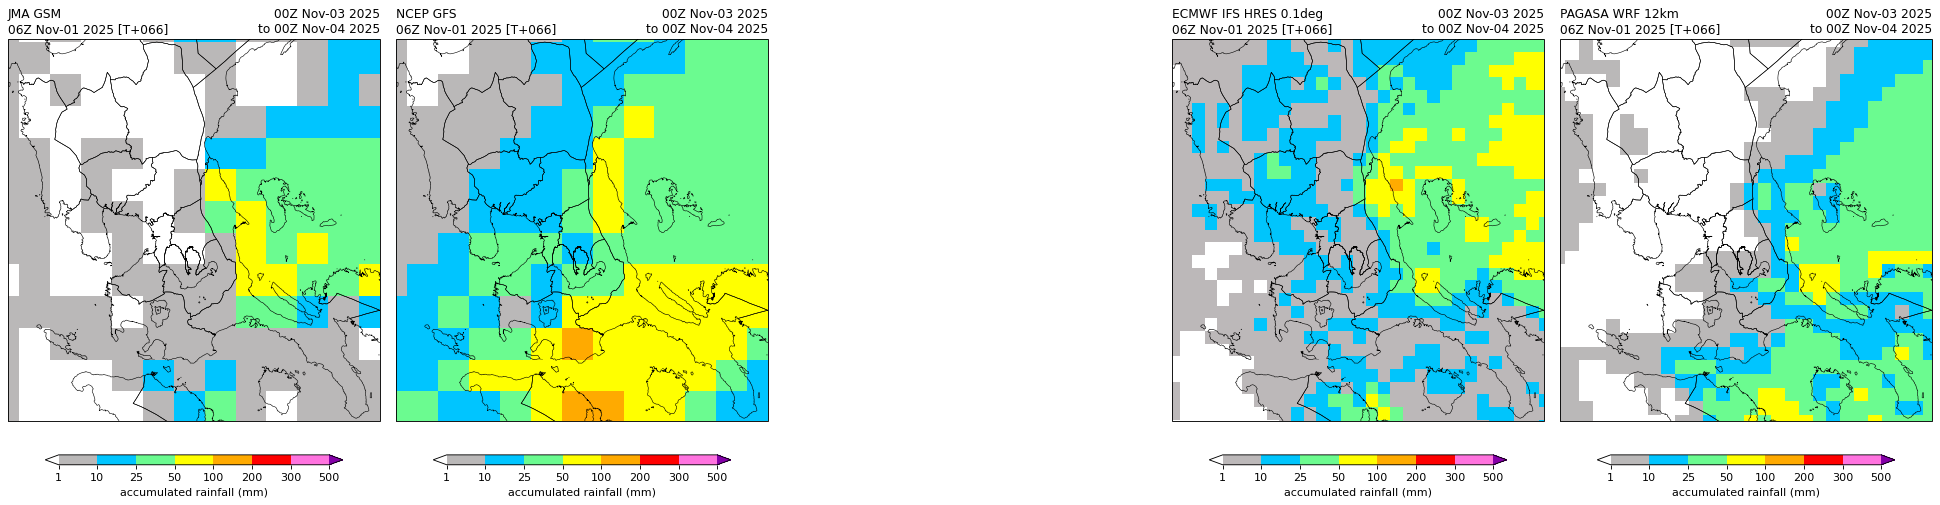 JMA GSM 00Z Nov-03 2025
06Z Nov-01 2025 [T+066] to 00Z Nov-04 2025
1 10 25 50 100 200 300 500
accumulated rainfall (mm)
NCEP GFS 00Z Nov-03 2025
06Z Nov-01 2025 [T+066] to 00Z Nov-04 2025
1 10 25 50 100 200 300 500
accumulated rainfall (mm)
ECMWF IFS HRES 0.1deg 00Z Nov-03 2025
06Z Nov-01 2025 [T+066] to 00Z Nov-04 2025
1 10 25 50 100 200 300 500
accumulated rainfall (mm)
PAGASA WRF 12km 00Z Nov-03 2025
06Z Nov-01 2025 [T+066] to 00Z Nov-04 2025
1 10 25 50 100 200 300 500
accumulated rainfall (mm)